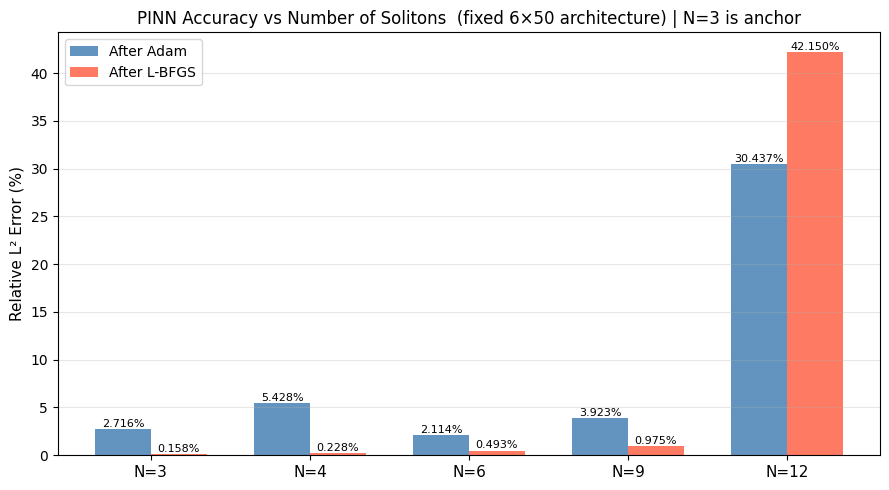 PINN Accuracy vs Number of Solitons  (fixed 6×50 architecture) | N=3 is anchor
After Adam
After L-BFGS
Relative L² Error (%)
40
35
30
25
20
15
10
5
0
2.716%
0.158%
5.428%
0.228%
2.114%
0.493%
3.923%
0.975%
30.437%
42.150%
N=3
N=4
N=6
N=9
N=12